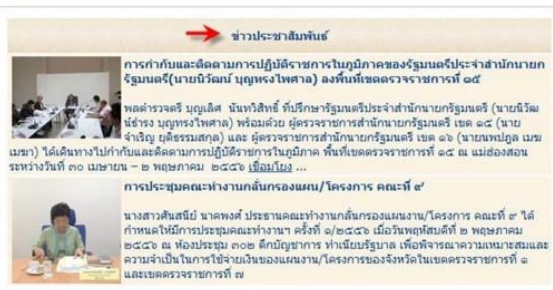 ข่าวประชาสัมพันธ์
การกำกับและติดตามการปฏิบัติราชการในภูมิภาคของรัฐมนตรีประจำสำนักนายก
รัฐมนตรี(นายนิวัฒน์ บุญทรงไพศาล) ลงพื้นที่เขตตรวจราชการที่ ๑๕
พลตำรวจตรี บุญเลิศ นันทวิสิทธิ์ ที่ปรึกษารัฐมนตรีประจำสำนักนายกรัฐมนตรี (นายนิวัฒ
น์ธำรง บุญทรงไพศาล) พร้อมด้วย ผู้ตรวจราชการสำนักนายกรัฐมนตรี เขต ๑๕ (นาย
จำเริญ ยุติธรรมสกุล) และ ผู้ตรวจราชการสำนักนายกรัฐมนตรี เขต ๑๖ (นายนพปฎล เมฆ
เมฆา) ได้เดินทางไปกำกับและติดตามการปฏิบัติราชการในภูมิภาค พื้นที่เขตตรวจราชการที่ ๑๕ ณ แม่ฮ่องสอน
ระหว่างวันที่ ๓๐ เมษายน – ๒ พฤษภาคม ๒๕๕๖ เชื่อมโยง ...
การประชุมคณะทำงานกลั่นกรองแผน/โครงการ คณะที่ ๙'
นางสาวศันสนีย์ นาคพงศ์ ประธานคณะทำงานกลั่นกรองแผนงาน/โครงการ คณะที่ ๙ ได้
กำหนดให้มีการประชุมคณะทำงานฯ ครั้งที่ ๑/๒๕๕๖ เมื่อวันพฤหัสบดีที่ ๒ พฤษภาคม
๒๕๕๖ ณ ห้องประชุม ๓๐๒ ตึกบัญชาการ ทำเนียบรัฐบาล เพื่อพิจารณาความเหมาะสมและ
ความจำเป็นในการใช้จ่ายเงินของแผนงาน/โครงการของจังหวัดในเขตตรวจราชการที่ ๑
และเขตตรวจราชการที่ ๗